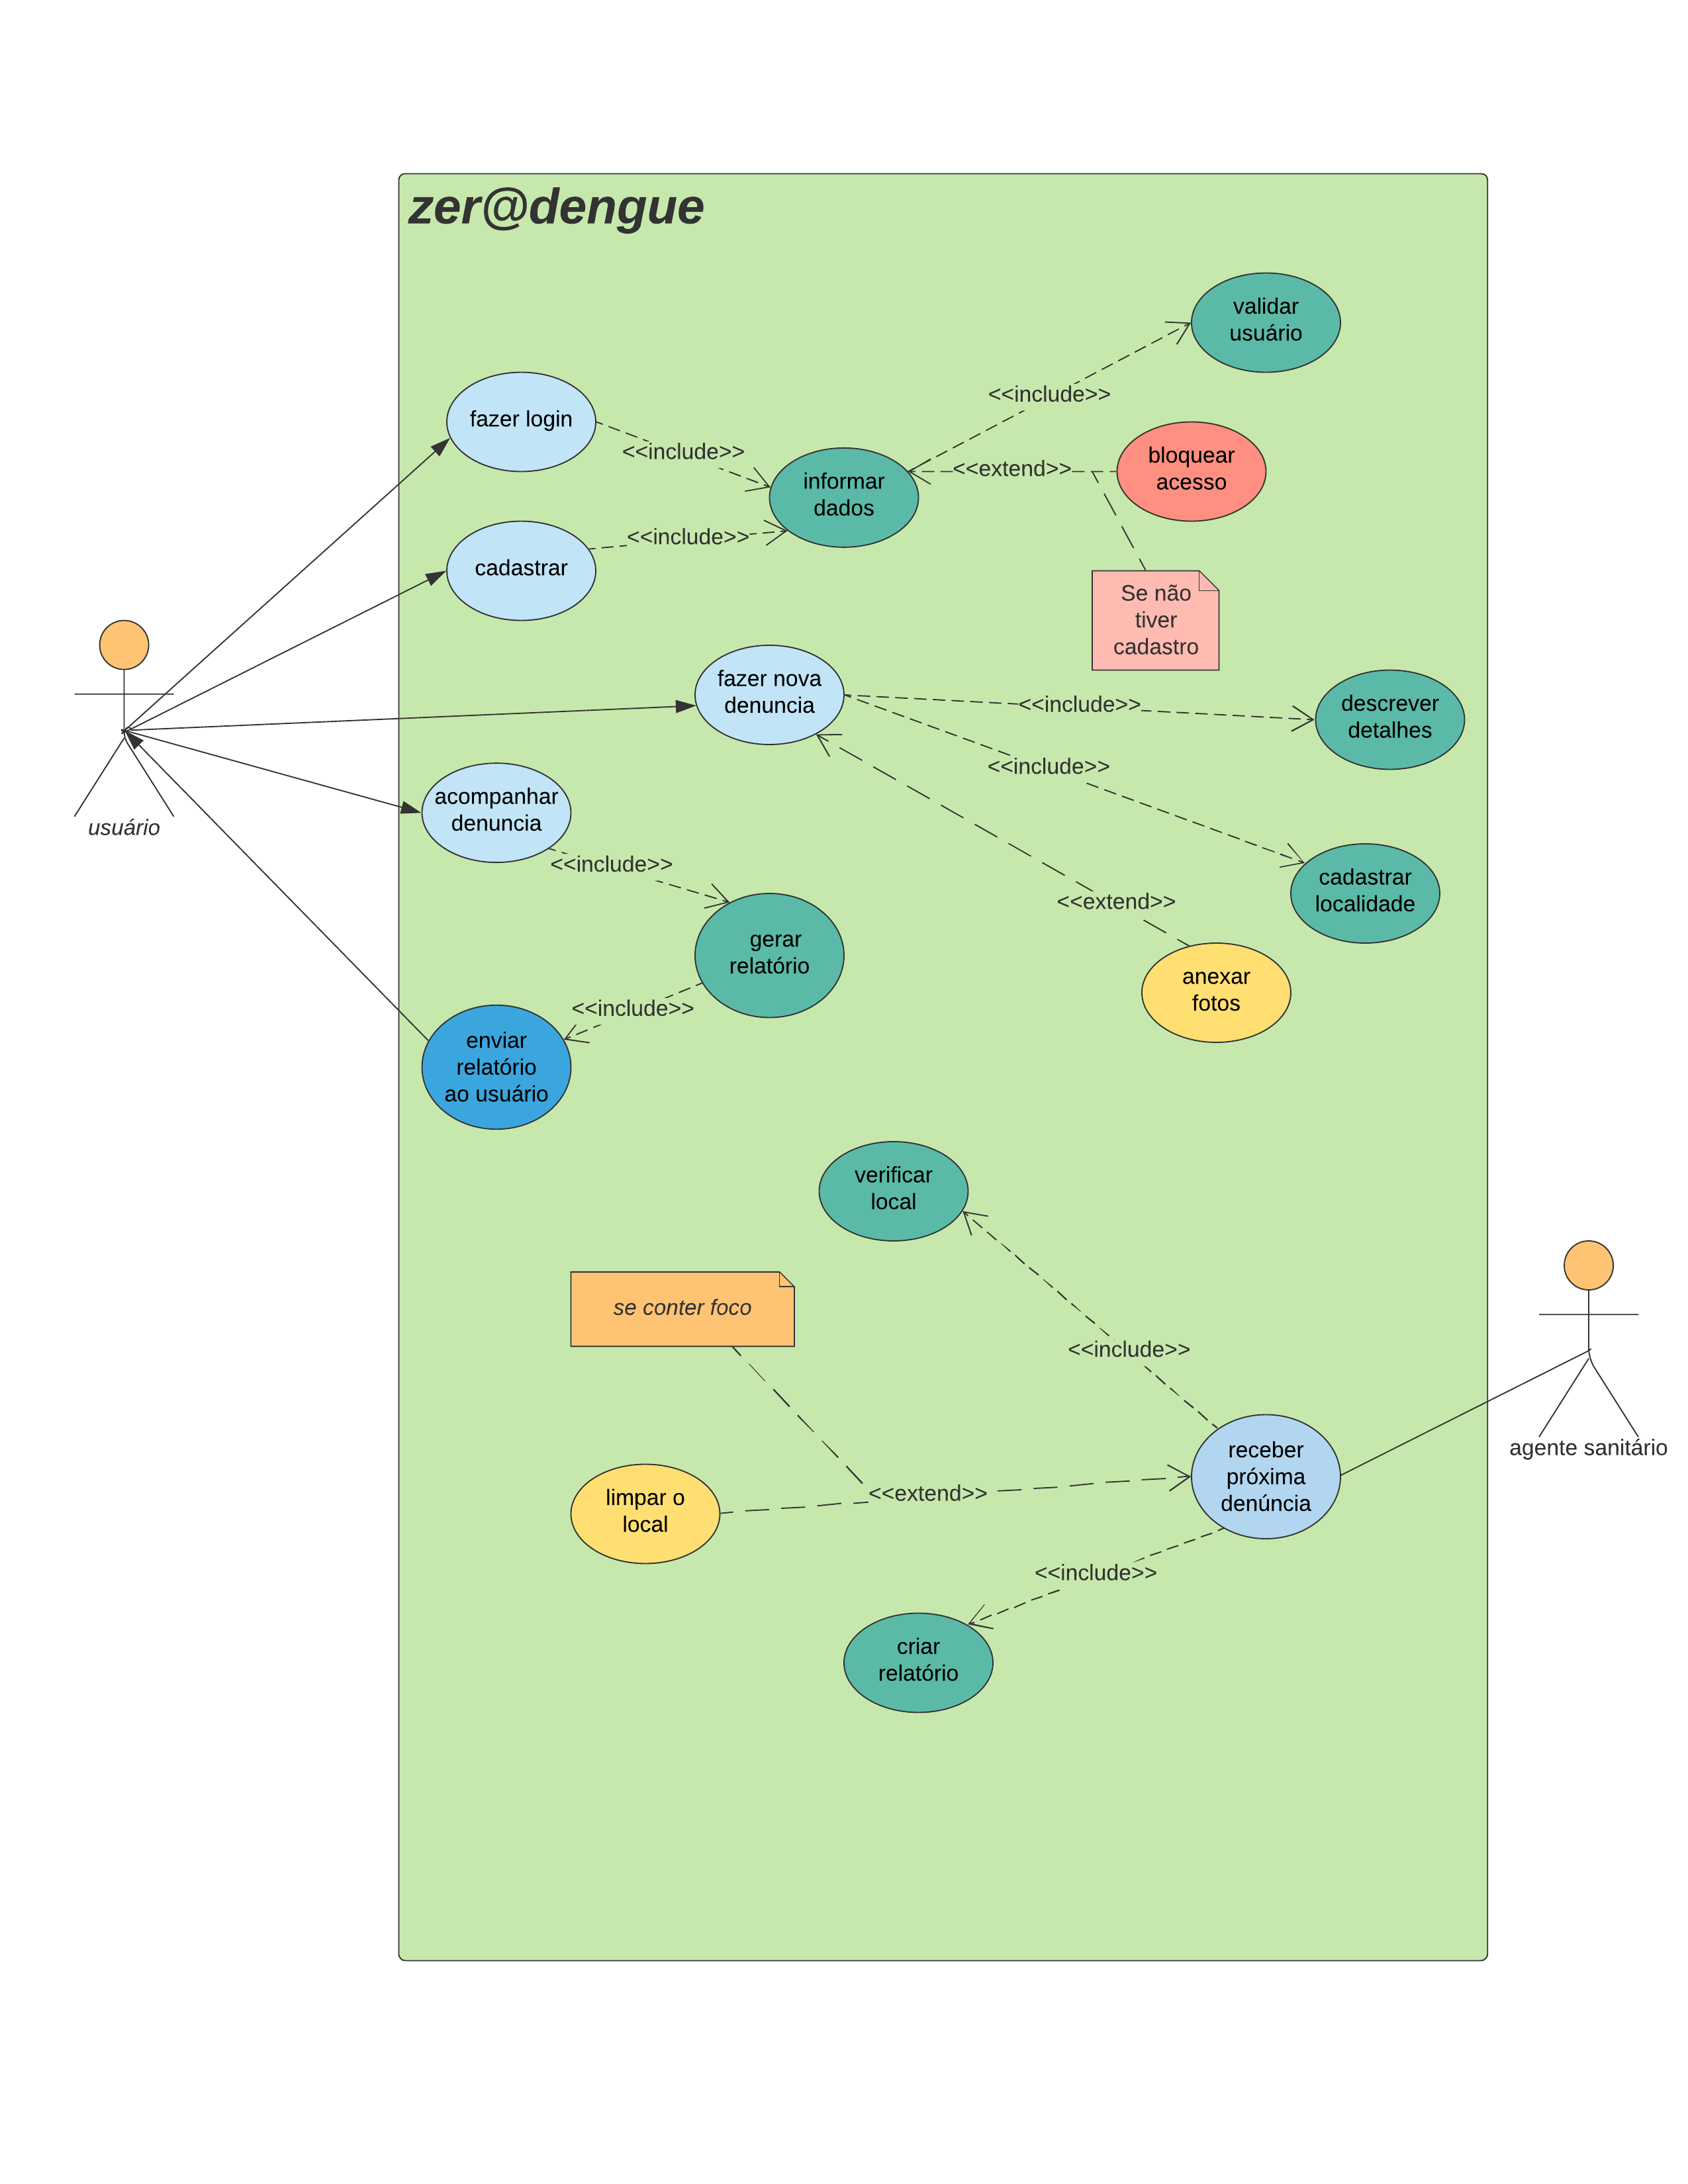 zer@dengue
validar
usuário
<<include>>
fazer login
<<include>>
informar
dados
<<extend>>
bloquear
acesso
<<include>>
cadastrar
Se não
tiver
cadastro
fazer nova
denuncia
<<include>>
descrever
detalhes
<<include>>
usuário
acompanhar
denuncia
<<include>>
cadastrar
localidade
<<extend>>
gerar
relatório
anexar
fotos
<<include>>
enviar
relatório
ao usuário
verificar
local
se conter foco
<<include>>
agente sanitário
receber
próxima
denúncia
<<extend>>
limpar o
local
<<include>>
criar
relatório